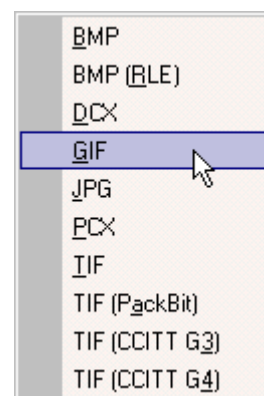 BMP
BMP (RLE)
DCX
GIF
JPG
PCX
TIF
TIF (PackBit)
TIF (CCITT G3)
TIF (CCITT G4)